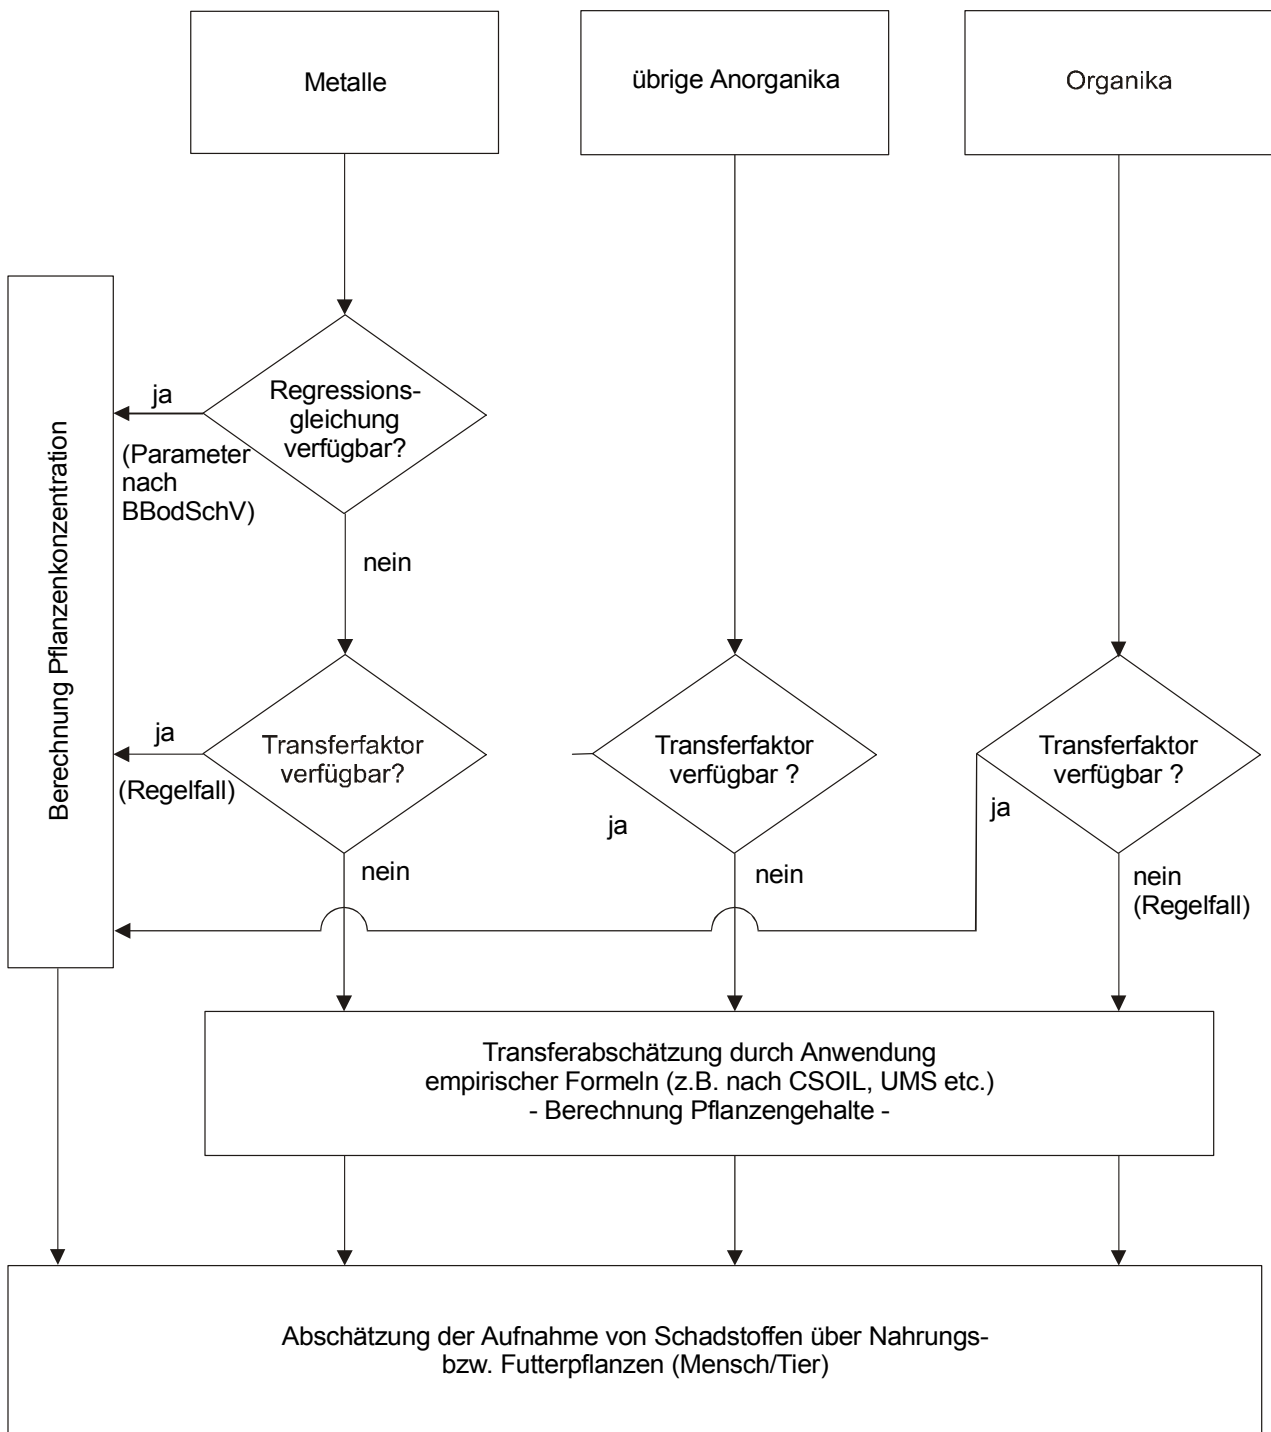 Metalle
übrige Anorganika
Organika
Regressions-
gleichung
verfügbar?
ja
(Parameter
nach
BBodSchV)
nein
Berechnung Pflanzenkonzentration
Transferfaktor
verfügbar?
ja
(Regelfall)
nein
Transferfaktor
verfügbar ?
ja
nein
Transferfaktor
verfügbar ?
ja
nein
(Regelfall)
Transferabschätzung durch Anwendung
empirischer Formeln (z.B. nach CSOIL, UMS etc.)
- Berechnung Pflanzengehalte -
Abschätzung der Aufnahme von Schadstoffen über Nahrungs-
bzw. Futterpflanzen (Mensch/Tier)